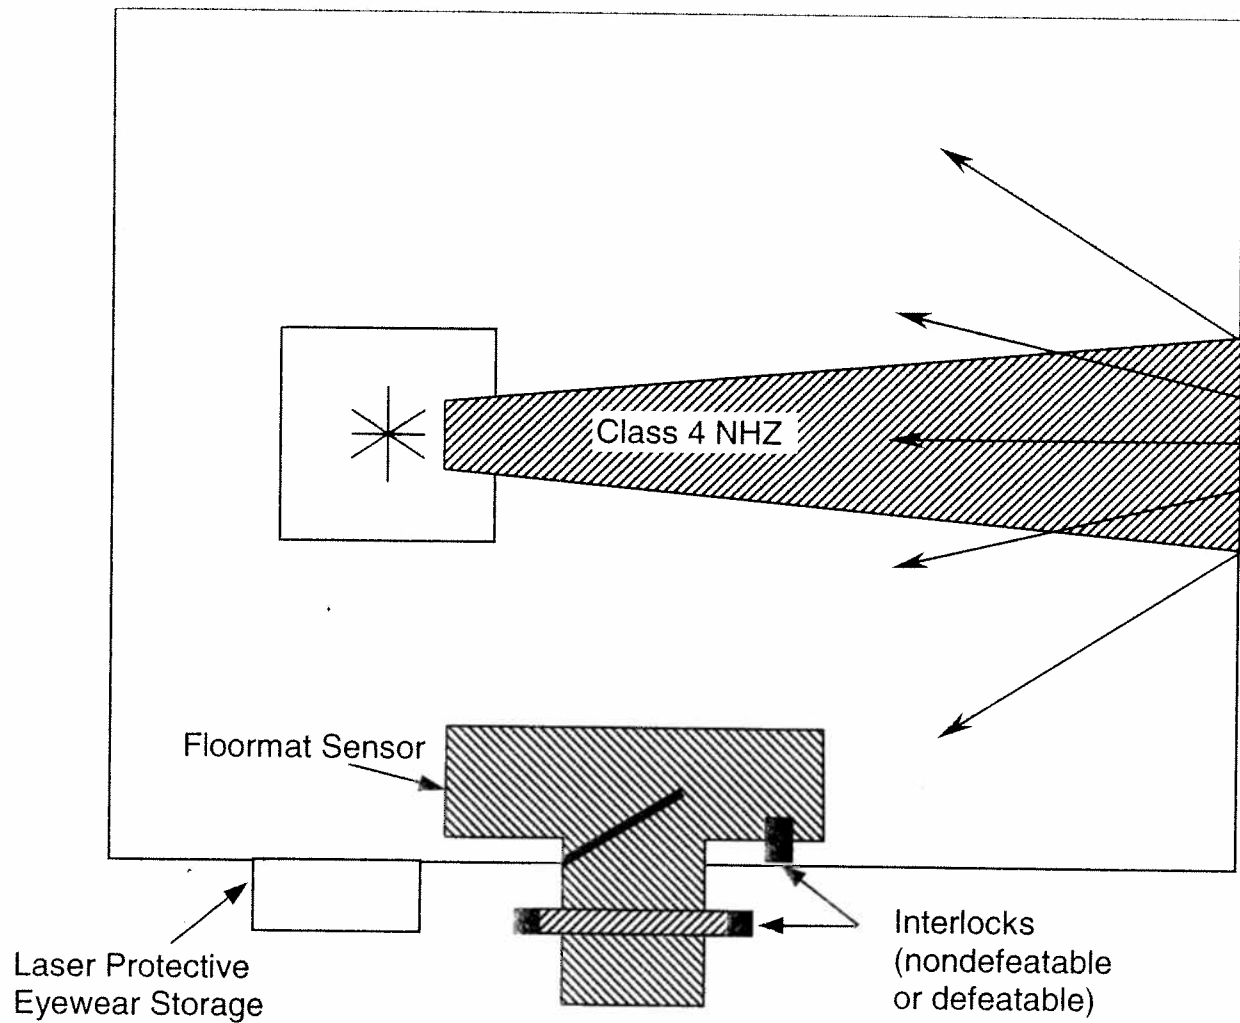 Class 4 NHZ
Floormat Sensor
Laser Protective
Eyewear Storage
Interlocks
(nondefeatable
or defeatable)